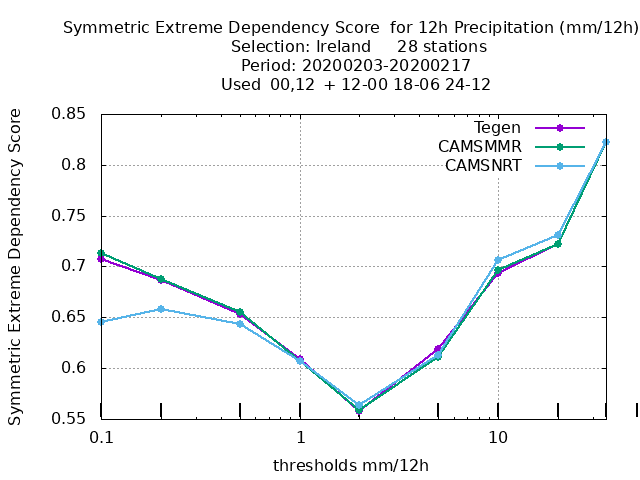 Symmetric Extreme Dependency Score  for 12h Precipitation (mm/12h)
Selection: Ireland     28 stations
Period: 20200203-20200217
Used  00,12  + 12-00 18-06 24-12
Symmetric Extreme Dependency Score
0.85
0.8
0.75
0.7
0.65
0.6
0.55
Tegen
CAMSMMR
CAMSNRT
0.1
1
10
thresholds mm/12h